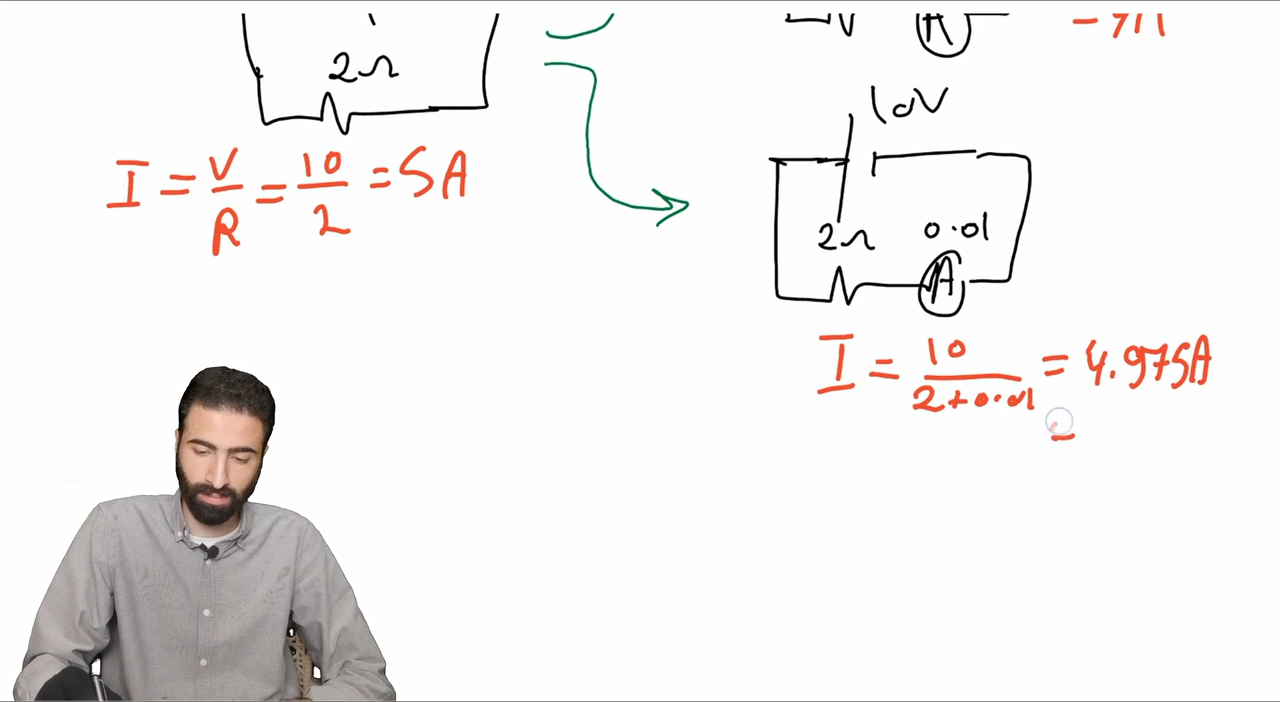 2Ω
I = V/R = 10/2 = 5A
A
10V
2Ω 0.01
A
I = 10/(2+0.01) = 4.975A